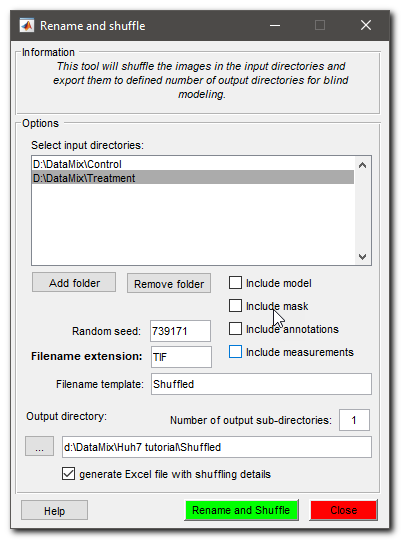 Rename and shuffle
Information
This tool will shuffle the images in the input directories and
export them to defined number of output directories for blind
modeling.
Options
Select input directories:
D:\DataMix\Control
D:\DataMix\Treatment
Add folder
Remove folder
Include model
Include mask
Random seed: 739171
Include annotations
Filename extension: TIF
Include measurements
Filename template: Shuffled
Output directory:
Number of output sub-directories: 1
... d:\DataMix\Huh7 tutorial\Shuffled
generate Excel file with shuffling details
Help
Rename and Shuffle
Close